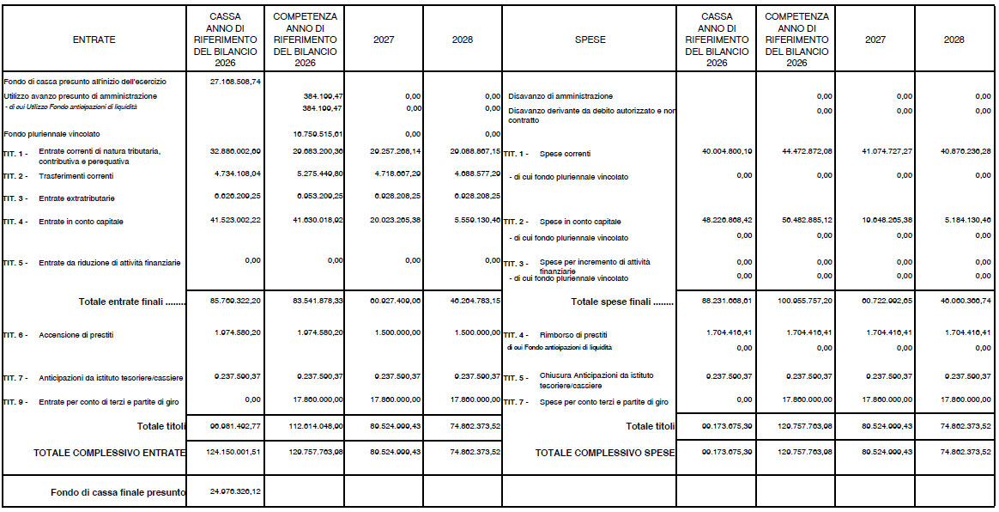 ENTRATE CASSA ANNO DI RIFERIMENTO DEL BILANCIO 2026 COMPETENZA ANNO DI RIFERIMENTO DEL BILANCIO 2026 2027 2028 SPESE CASSA ANNO DI RIFERIMENTO DEL BILANCIO 2026 COMPETENZA ANNO DI RIFERIMENTO DEL BILANCIO 2026 2027 2028
Fondo di cassa presunto all'inizio dell'esercizio 27.168.508,74
Utilizzo avanzo presunto di amministrazione 384.199,47 0,00 0,00 Disavanzo di amministrazione 0,00 0,00 0,00
- di cui Utilizzo Fondo anticipazioni di liquidità 384.199,47 0,00 0,00 Disavanzo derivante da debito autorizzato e non contratto 0,00 0,00 0,00
Fondo pluriennale vincolato 16.759.515,61 0,00 0,00
TIT. 1 - Entrate correnti di natura tributaria, contributiva e perequativa 32.886.002,69 29.683.200,36 29.257.268,14 29.088.867,15 TIT. 1 - Spese correnti 40.004.800,19 44.472.872,08 41.074.727,27 40.876.236,28
TIT. 2 - Trasferimenti correnti 4.734.108,04 5.275.449,80 4.718.667,29 4.688.577,29 - di cui fondo pluriennale vincolato 0,00 0,00 0,00 0,00
TIT. 3 - Entrate extratributarie 6.626.209,25 6.953.209,25 6.928.208,25 6.928.208,25
TIT. 4 - Entrate in conto capitale 41.523.002,22 41.630.018,92 20.023.265,38 5.559.130,46 TIT. 2 - Spese in conto capitale 48.226.868,42 56.482.885,12 19.648.265,38 5.184.130,46
- di cui fondo pluriennale vincolato 0,00 0,00 0,00 0,00
TIT. 5 - Entrate da riduzione di attività finanziarie 0,00 0,00 0,00 0,00 TIT. 3 - Spese per incremento di attività finanziarie 0,00 0,00 0,00 0,00
- di cui fondo pluriennale vincolato 0,00 0,00 0,00 0,00
Totale entrate finali ........ 85.769.322,20 83.541.878,33 60.927.409,06 46.264.783,15 Totale spese finali ........ 88.231.668,61 100.955.757,20 60.722.992,65 46.060.366,74
TIT. 6 - Accensione di prestiti 1.974.580,20 1.974.580,20 1.500.000,00 1.500.000,00 TIT. 4 - Rimborso di prestiti 1.704.416,41 1.704.416,41 1.704.416,41 1.704.416,41
di cui Fondo anticipazioni di liquidità 0,00 0,00 0,00 0,00
TIT. 7 - Anticipazioni da istituto tesoriere/cassiere 9.237.590,37 9.237.590,37 9.237.590,37 9.237.590,37 TIT. 5 - Chiusura Anticipazioni da istituto tesoriere/cassiere 9.237.590,37 9.237.590,37 9.237.590,37 9.237.590,37
TIT. 9 - Entrate per conto di terzi e partite di giro 0,00 17.860.000,00 17.860.000,00 17.860.000,00 TIT. 7 - Spese per conto terzi e partite di giro 0,00 17.860.000,00 17.860.000,00 17.860.000,00
Totale titoli 96.981.492,77 112.614.048,90 89.524.999,43 74.862.373,52 Totale titoli 99.173.675,39 129.757.763,98 89.524.999,43 74.862.373,52
TOTALE COMPLESSIVO ENTRATE 124.150.001,51 129.757.763,98 89.524.999,43 74.862.373,52 TOTALE COMPLESSIVO SPESE 99.173.675,39 129.757.763,98 89.524.999,43 74.862.373,52
Fondo di cassa finale presunto 24.976.326,12